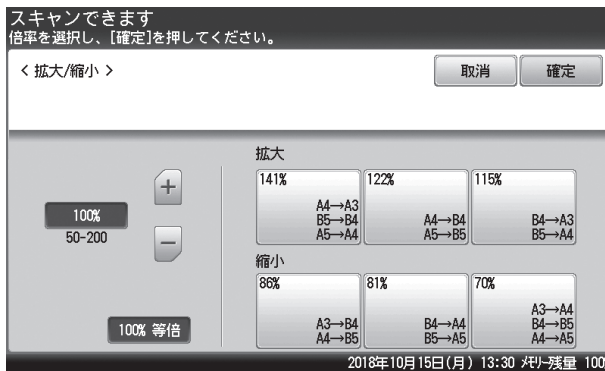 スキャンできます
倍率を選択し、[確定]を押してください。
< 拡大/縮小 >
取消
確定
100%
50-200
+
-
100% 等倍
拡大
141%
A4→A3
B5→B4
A5→A4
122%
A4→B4
A5→B5
115%
B4→A3
B5→A4
縮小
86%
A3→B4
A4→B5
81%
B4→A4
B5→A5
70%
A3→A4
B4→B5
A4→A5
2018年10月15日(月) 13:30 ﾒﾓﾘｰ残量 100